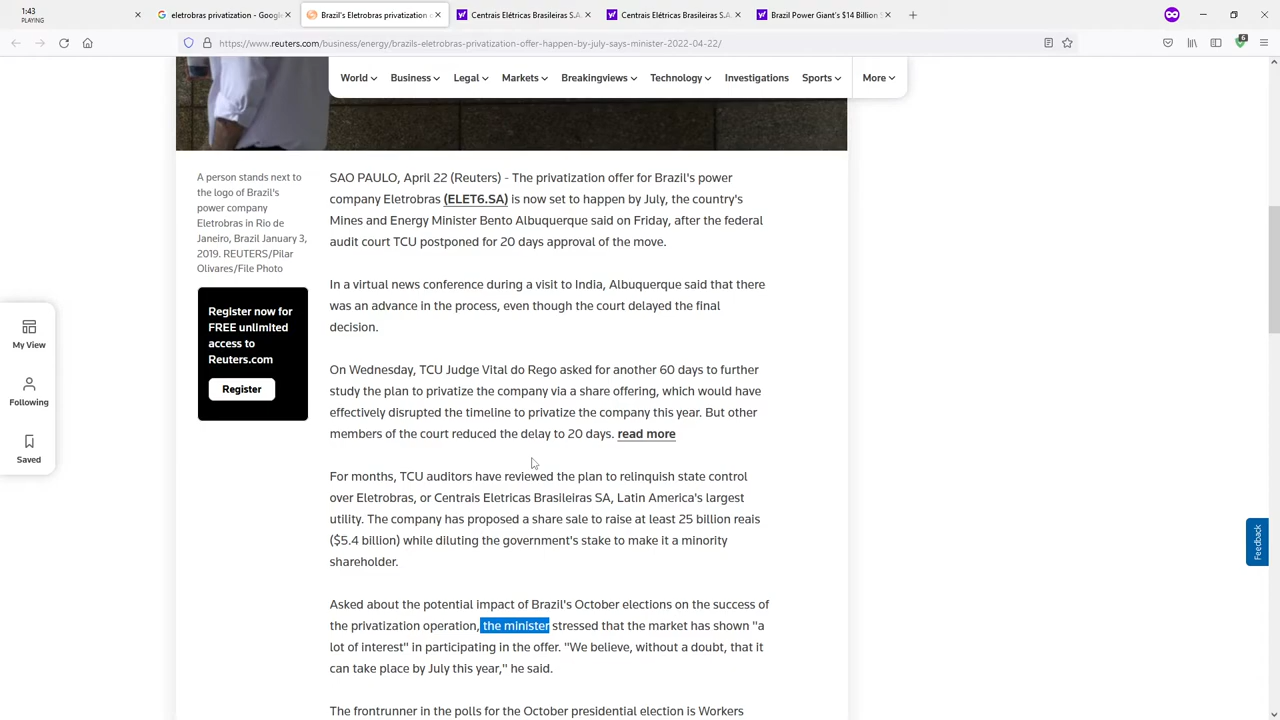 1:43
PLAYING
eletrobras privatization - Google
Brazil's Eletrobras privatization
Centrais Elétricas Brasileiras S.A.
Centrais Elétricas Brasileiras S.A.
Brazil Power Giant's $14 Billion
https://www.reuters.com/business/energy/brazils-eletrobras-privatization-offer-happen-by-july-says-minister-2022-04-22/
6
World
Business
Legal
Markets
Breakingviews
Technology
Investigations
Sports
More
My View
Following
Saved
A person stands next to
the logo of Brazil's
power company
Eletrobras in Rio de
Janeiro, Brazil January 3,
2019. REUTERS/Pilar
Olivares/File Photo
Register now for
FREE unlimited
access to
Reuters.com
Register
SAO PAULO, April 22 (Reuters) - The privatization offer for Brazil's power
company Eletrobras (ELET6.SA) is now set to happen by July, the country's
Mines and Energy Minister Bento Albuquerque said on Friday, after the federal
audit court TCU postponed for 20 days approval of the move.
In a virtual news conference during a visit to India, Albuquerque said that there
was an advance in the process, even though the court delayed the final
decision.
On Wednesday, TCU Judge Vital do Rego asked for another 60 days to further
study the plan to privatize the company via a share offering, which would have
effectively disrupted the timeline to privatize the company this year. But other
members of the court reduced the delay to 20 days. read more
For months, TCU auditors have reviewed the plan to relinquish state control
over Eletrobras, or Centrais Eletricas Brasileiras SA, Latin America's largest
utility. The company has proposed a share sale to raise at least 25 billion reais
($5.4 billion) while diluting the government's stake to make it a minority
shareholder.
Asked about the potential impact of Brazil's October elections on the success of
the privatization operation, the minister stressed that the market has shown "a
lot of interest" in participating in the offer. "We believe, without a doubt, that it
can take place by July this year," he said.
The frontrunner in the polls for the October presidential election is Workers
Feedback